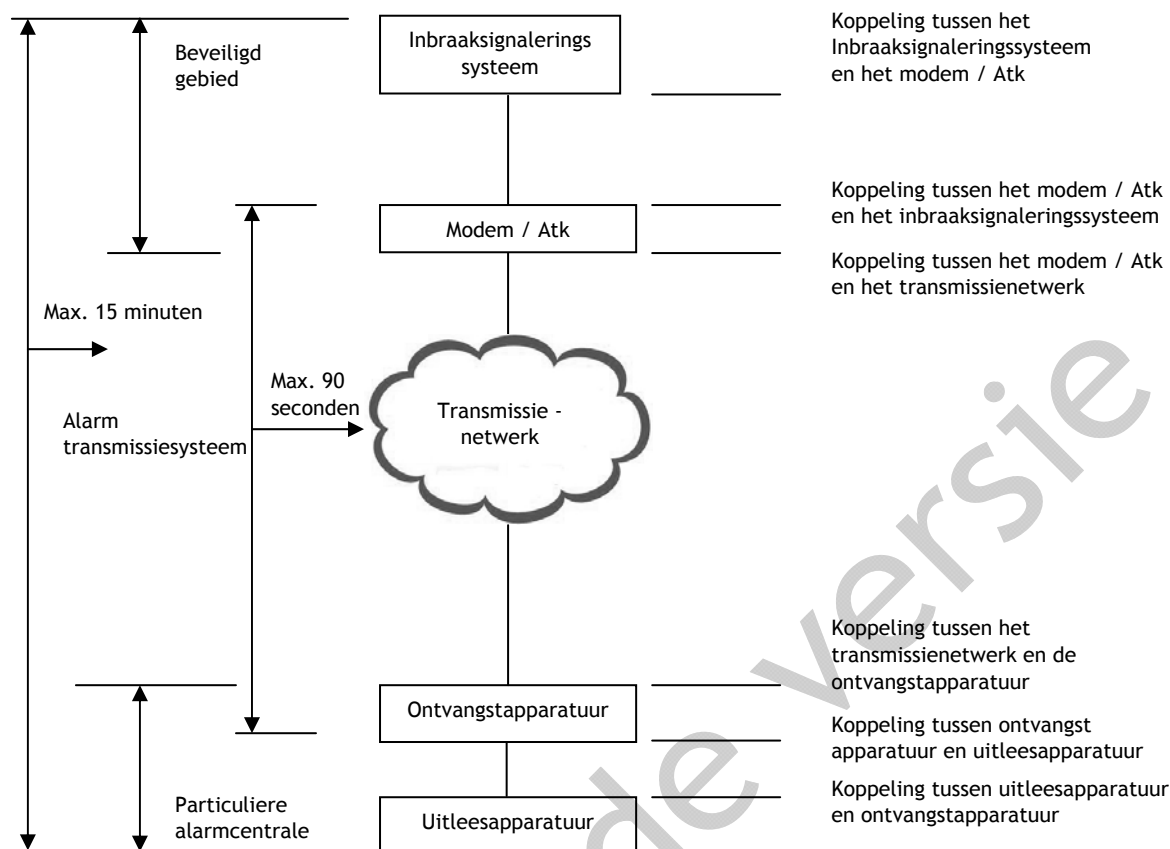 Inbraaksignalerings
systeem
Koppeling tussen het
Inbraaksignaleringssysteem
en het modem / Atk
Beveiligd
gebied
Modem / Atk
Koppeling tussen het modem / Atk
en het inbraaksignaleringssysteem
Koppeling tussen het modem / Atk
en het transmissienetwerk
Max. 15 minuten
Max. 90
seconden
Transmissie -
netwerk
Alarm
transmissiesysteem
Koppeling tussen het
transmissienetwerk en de
ontvangstapparatuur
Ontvangstapparatuur
Koppeling tussen ontvangst
apparatuur en uitleesapparatuur
Particuliere
alarmcentrale
Uitleesapparatuur
Koppeling tussen uitleesapparatuur
en ontvangstapparatuur
de versie